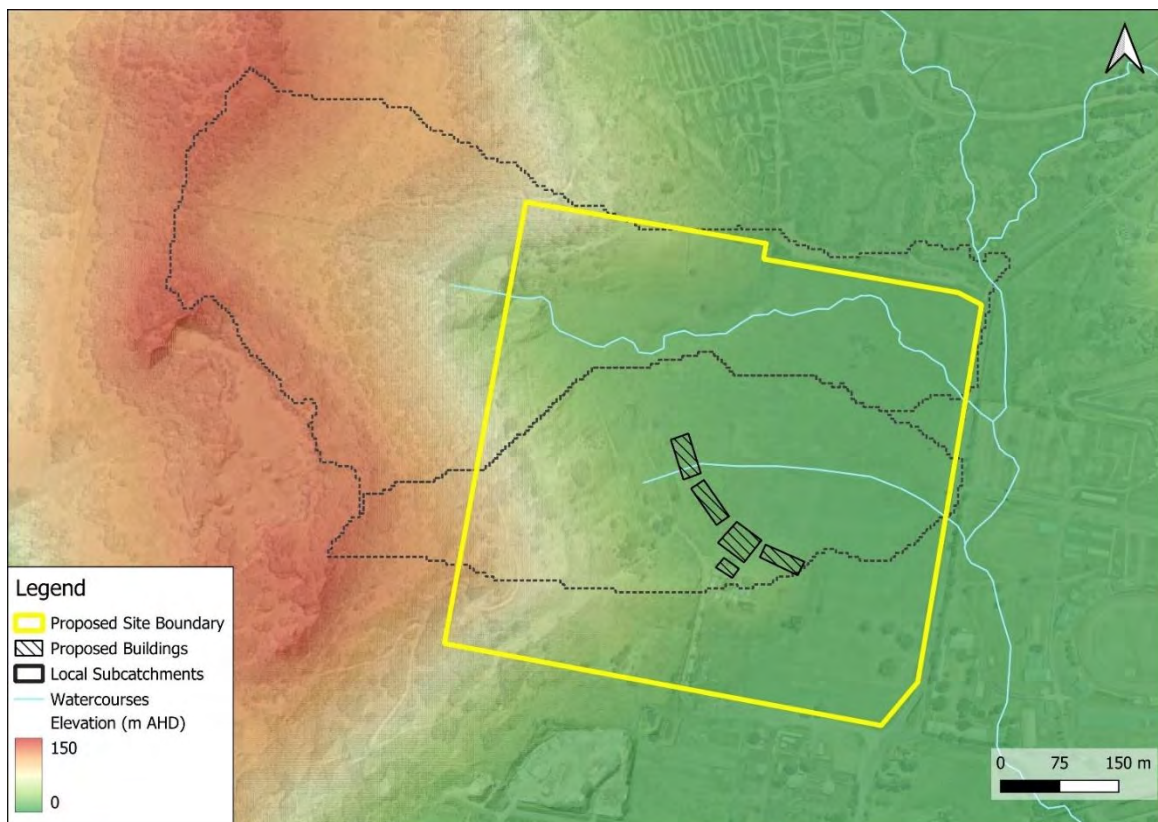 Legend
Proposed Site Boundary
Proposed Buildings
Local Subcatchments
Watercourses
Elevation (m AHD)
150
0
0 75 150 m